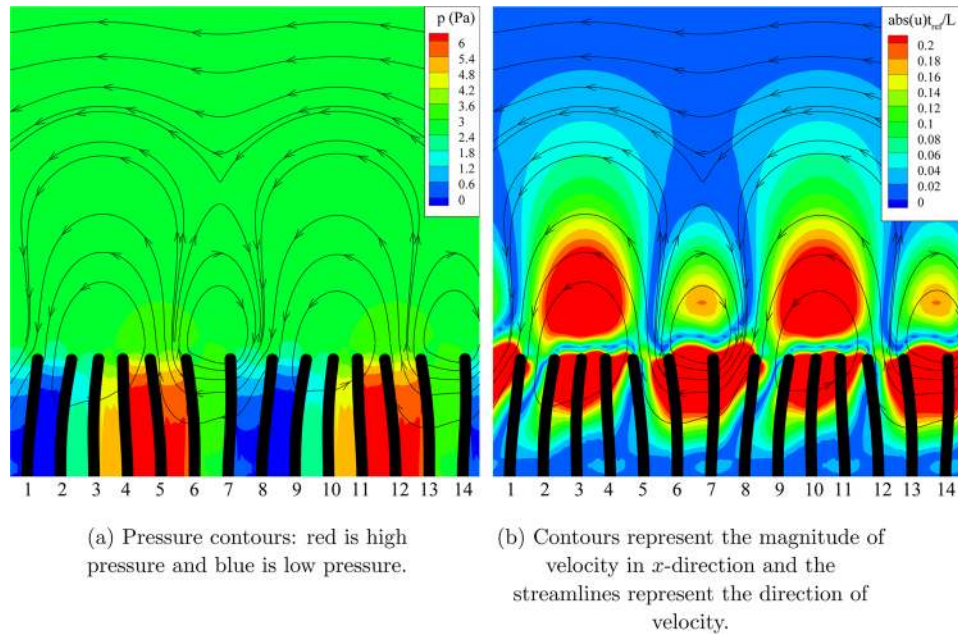 p (Pa)
6
5.4
4.8
4.2
3.6
3
2.4
1.8
1.2
0.6
0
1 2 3 4 5 6 7 8 9 10 11 12 13 14
(a) Pressure contours: red is high
pressure and blue is low pressure.
abs(u)t_ref/L
0.2
0.18
0.16
0.14
0.12
0.1
0.08
0.06
0.04
0.02
0
1 2 3 4 5 6 7 8 9 10 11 12 13 14
(b) Contours represent the magnitude of
velocity in x-direction and the
streamlines represent the direction of
velocity.